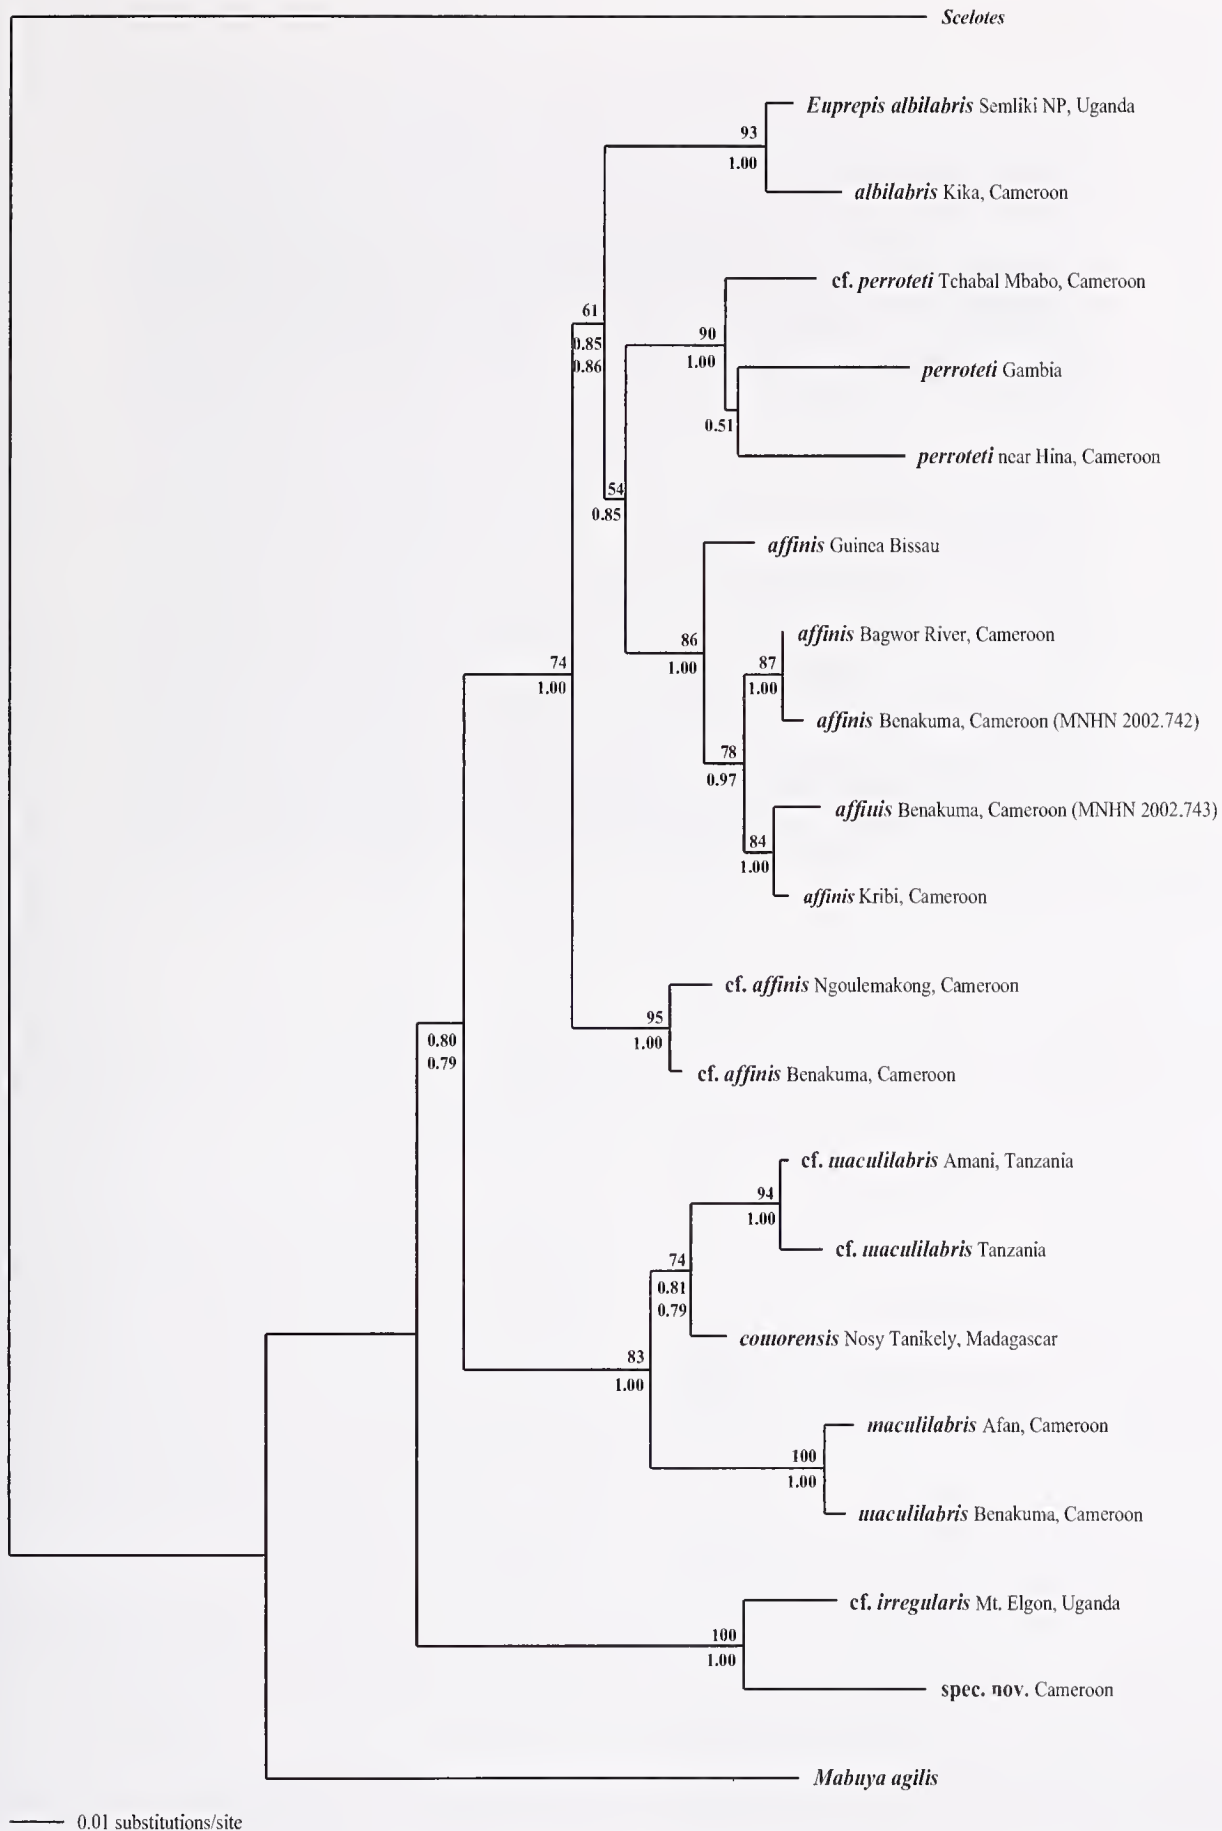 Scelotes
Euprepis albilabris Semliki NP, Uganda
93
1.00
albilabris Kika, Cameroon
cf. perroteti Tchabal Mbabo, Cameroon
61
90
0.85
1.00
0.86
perroteti Gambia
0.51
perroteti near Hina, Cameroon
54
0.85
affinis Guinea Bissau
affinis Bagwor River, Cameroon
86
1.00
74
1.00
87
1.00
affinis Benakuma, Cameroon (MNHN 2002.742)
78
0.97
affinis Benakuma, Cameroon (MNHN 2002.743)
84
1.00
affinis Kribi, Cameroon
cf. affinis Ngoulemakong, Cameroon
95
1.00
0.80
0.79
cf. affinis Benakuma, Cameroon
cf. maculilabris Amani, Tanzania
94
1.00
cf. maculilabris Tanzania
74
0.81
0.79
comorensis Nosy Tanikely, Madagascar
83
1.00
maculilabris Afan, Cameroon
100
1.00
maculilabris Benakuma, Cameroon
cf. irregularis Mt. Elgon, Uganda
100
1.00
spec. nov. Cameroon
Mabuya agilis
0.01 substitutions/site